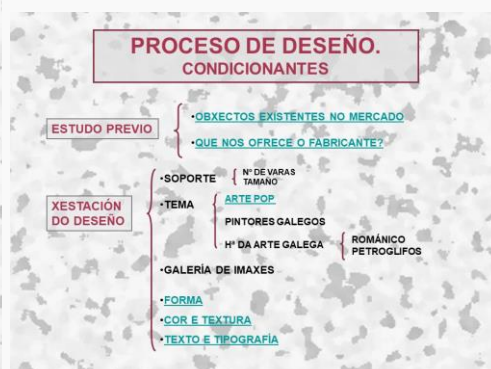 PROCESO DE DESEÑO.
CONDICIONANTES
ESTUDO PREVIO
•OBXECTOS EXISTENTES NO MERCADO
•QUE NOS OFRECE O FABRICANTE?
XESTACIÓN
DO DESEÑO
•SOPORTE
Nº DE VARAS
TAMAÑO
•TEMA
ARTE POP
PINTORES GALEGOS
Hª DA ARTE GALEGA
ROMÁNICO
PETROGLIFOS
•GALERÍA DE IMAXES
•FORMA
•COR E TEXTURA
•TEXTO E TIPOGRAFÍA